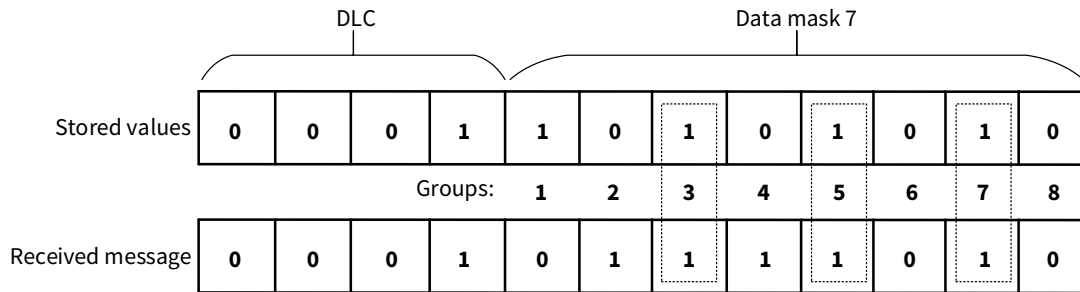 DLC Data mask 7
Stored values 0 0 0 1 1 0 1 0 1 0 1 0
Groups: 1 2 3 4 5 6 7 8
Received message 0 0 0 1 0 1 1 1 1 0 1 0